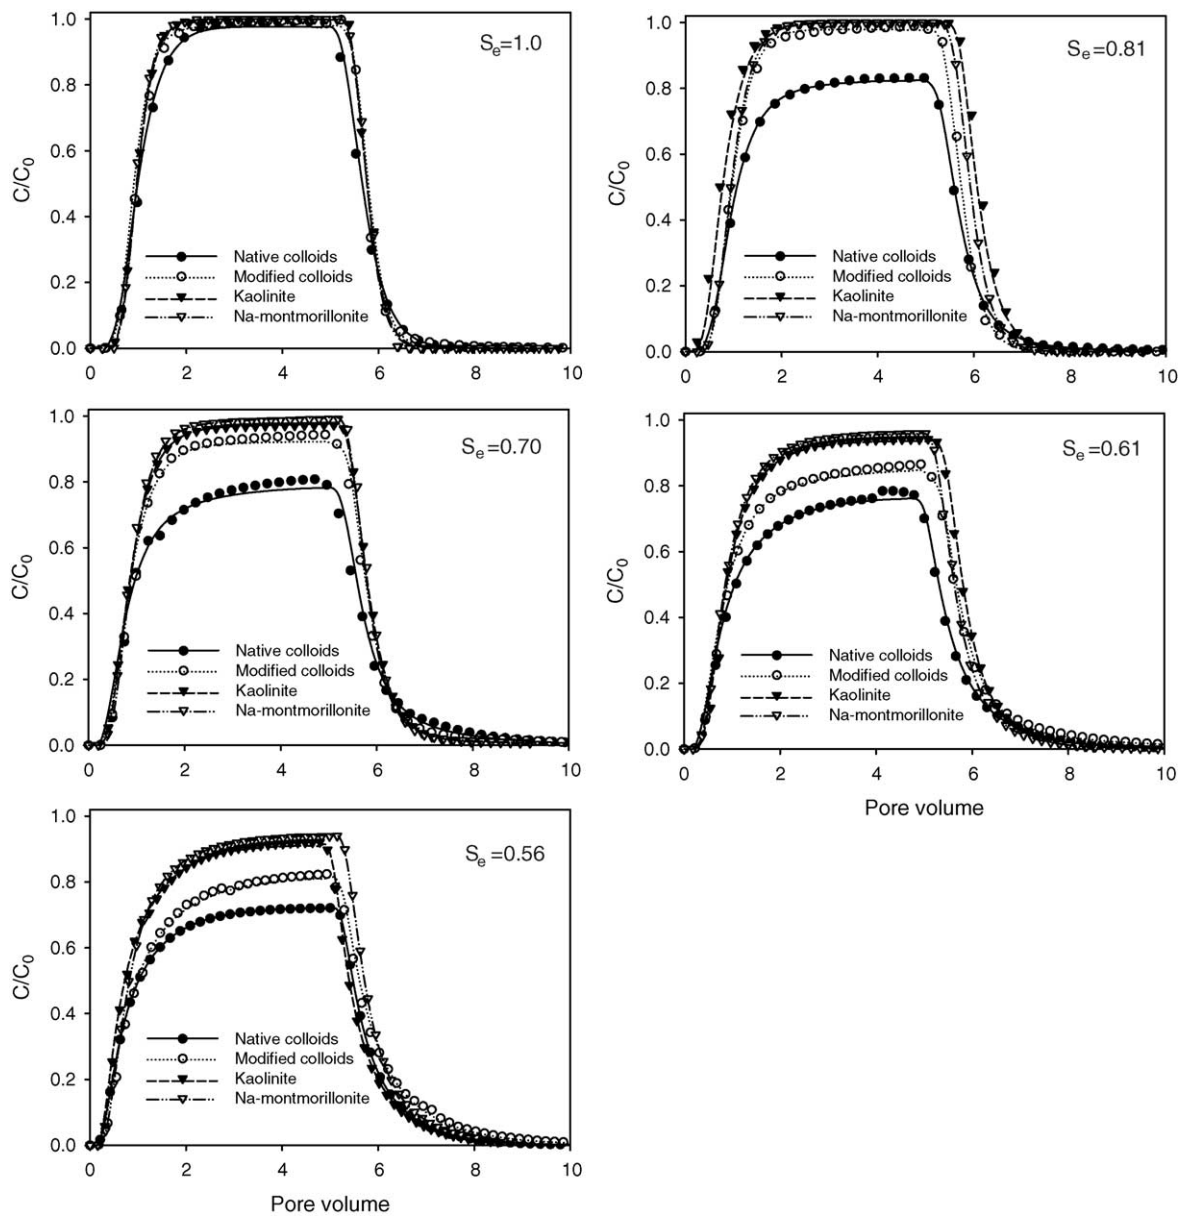 1.0
0.8
0.6
0.4
0.2
0.0
C/C0
Se=1.0
Native colloids
Modified colloids
Kaolinite
Na-montmorillonite
0 2 4 6 8 10
1.0
0.8
0.6
0.4
0.2
0.0
C/C0
Se=0.81
Native colloids
Modified colloids
Kaolinite
Na-montmorillonite
0 2 4 6 8 10
1.0
0.8
0.6
0.4
0.2
0.0
C/C0
Se=0.70
Native colloids
Modified colloids
Kaolinite
Na-montmorillonite
0 2 4 6 8 10
1.0
0.8
0.6
0.4
0.2
0.0
C/C0
Se=0.61
Native colloids
Modified colloids
Kaolinite
Na-montmorillonite
0 2 4 6 8 10
Pore volume
1.0
0.8
0.6
0.4
0.2
0.0
C/C0
Se=0.56
Native colloids
Modified colloids
Kaolinite
Na-montmorillonite
0 2 4 6 8 10
Pore volume